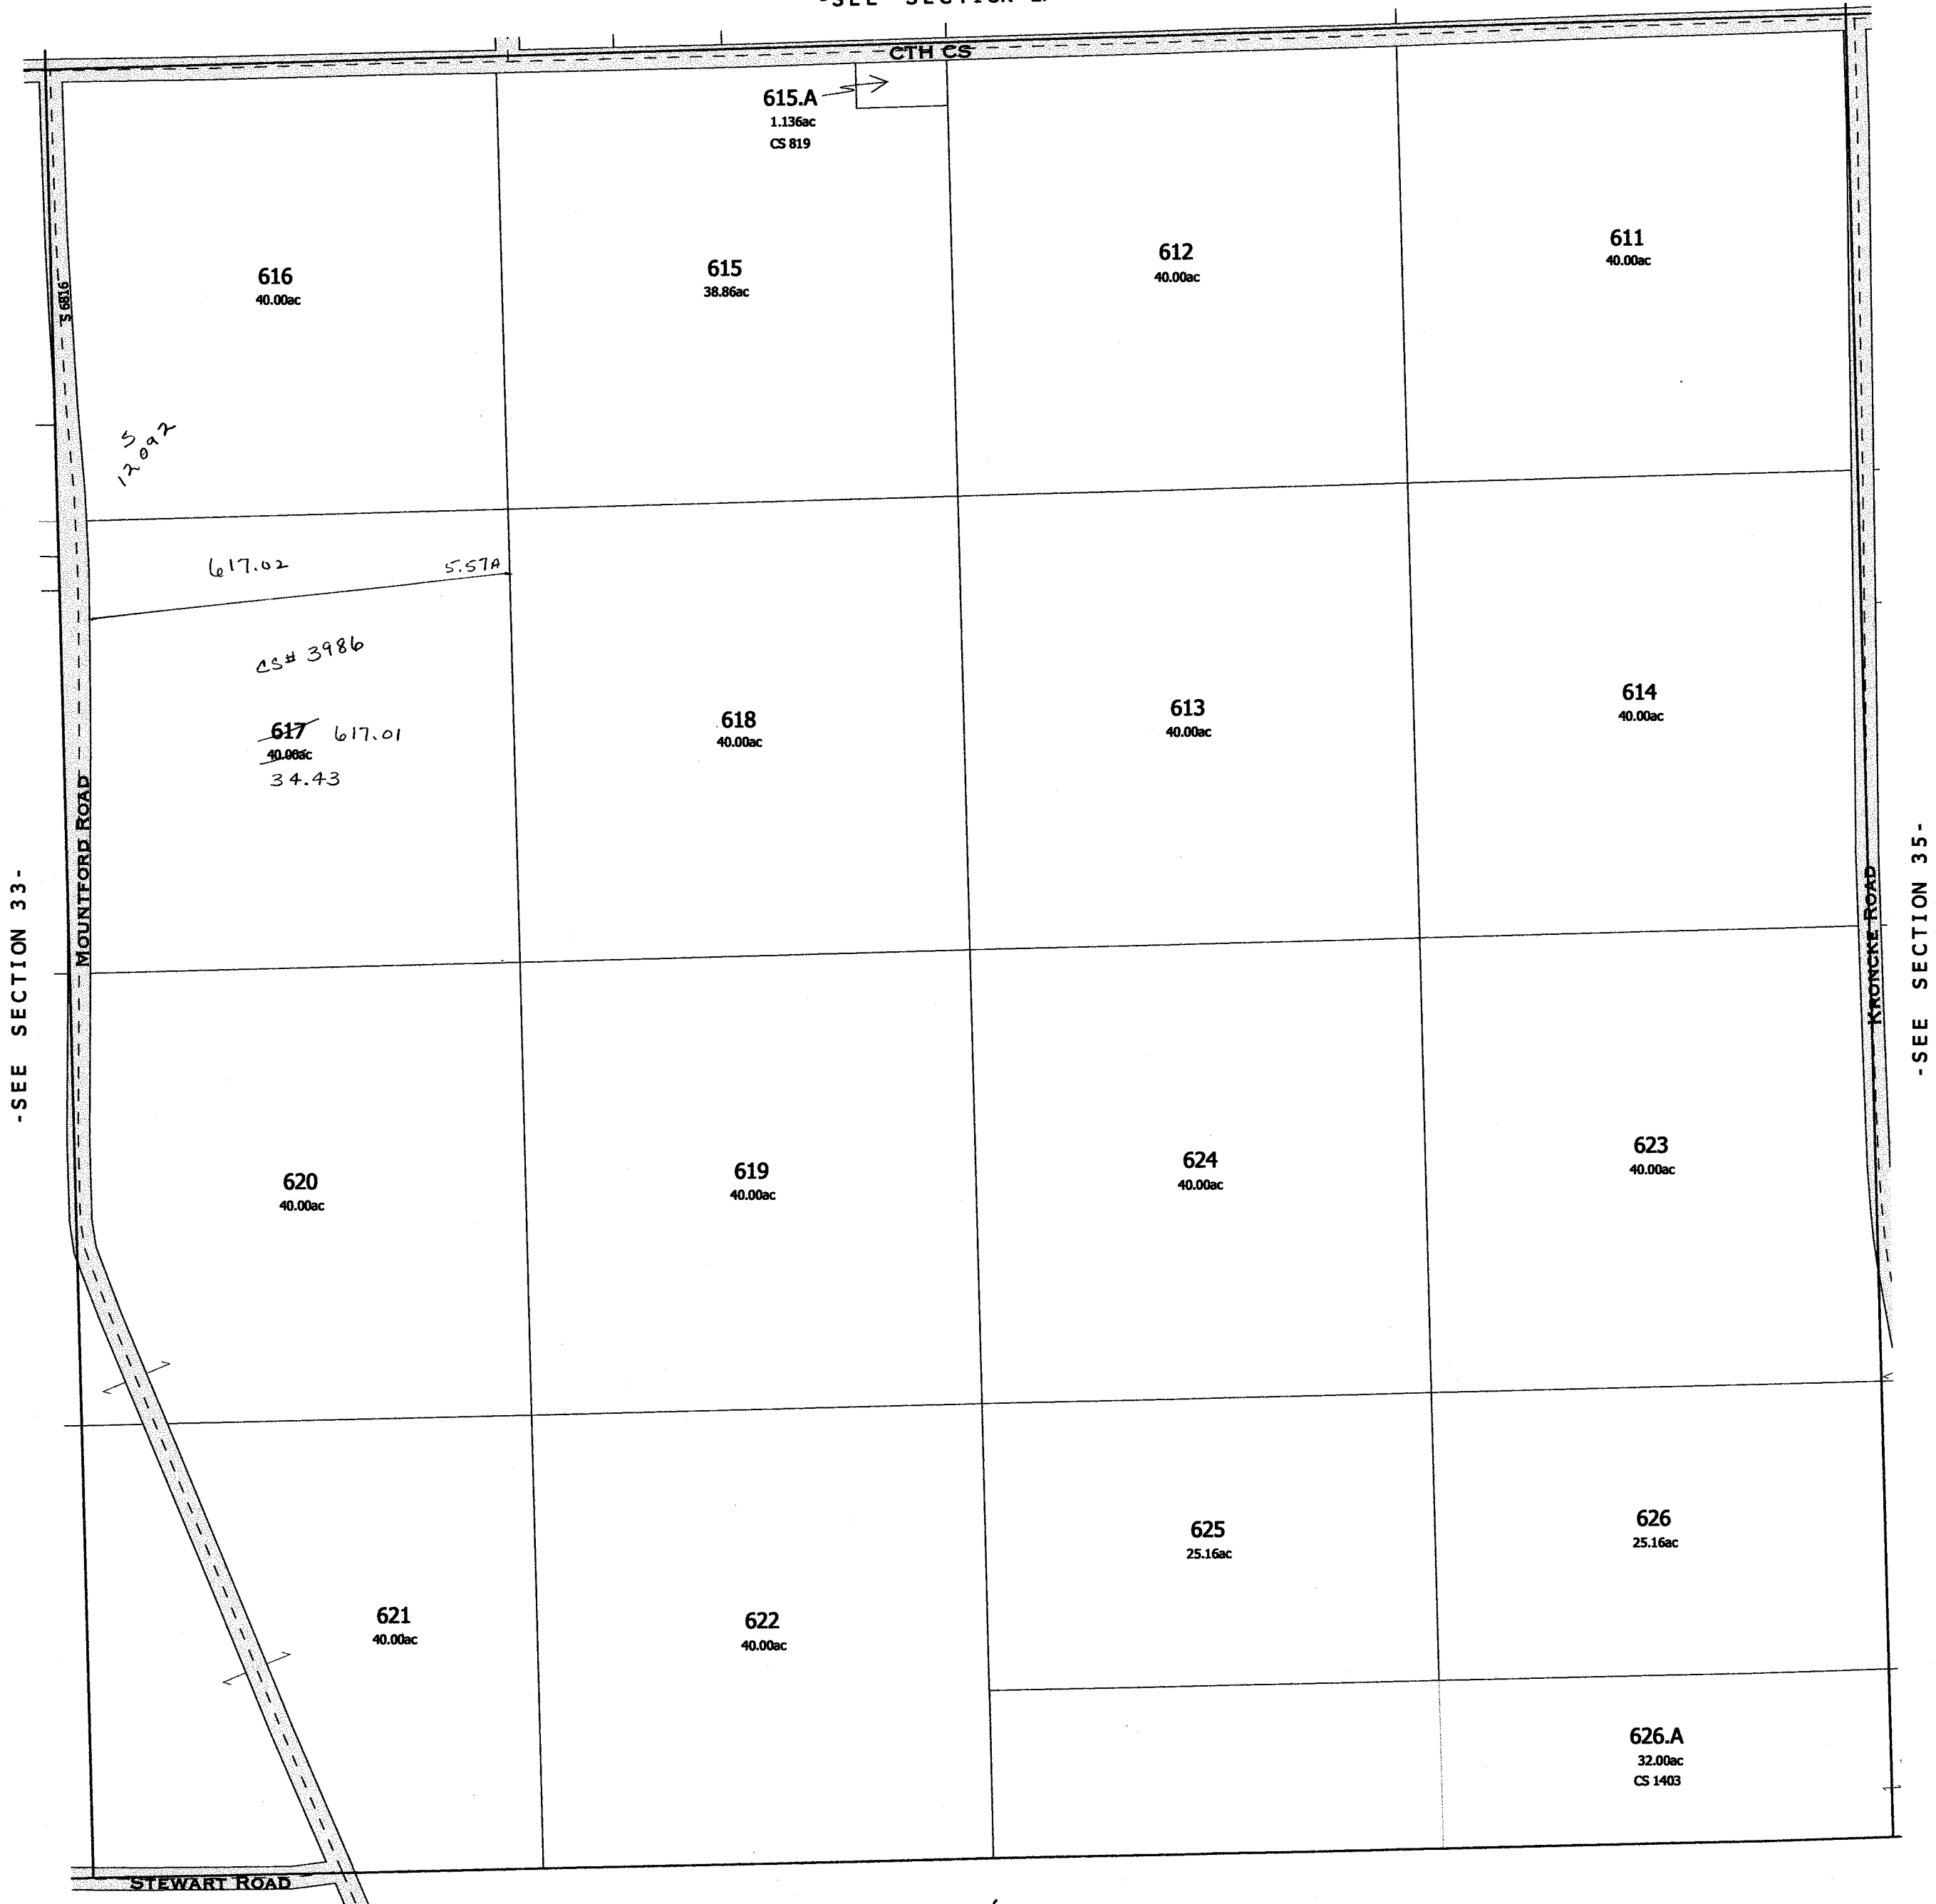 -SEE SECTION
CTH CS
615.A
1.136ac
CS 819
616
40.00ac
615
38.86ac
612
40.00ac
611
40.00ac
S 6816
S
12092
617.02
5.57A
CS# 3986
617 617.01
40.00ac
34.43
618
40.00ac
613
40.00ac
614
40.00ac
MOUNTFORD ROAD
KRONCKE ROAD
-SEE SECTION 33-
-SEE SECTION 35-
620
40.00ac
619
40.00ac
624
40.00ac
623
40.00ac
621
40.00ac
622
40.00ac
625
25.16ac
626
25.16ac
626.A
32.00ac
CS 1403
STEWART ROAD